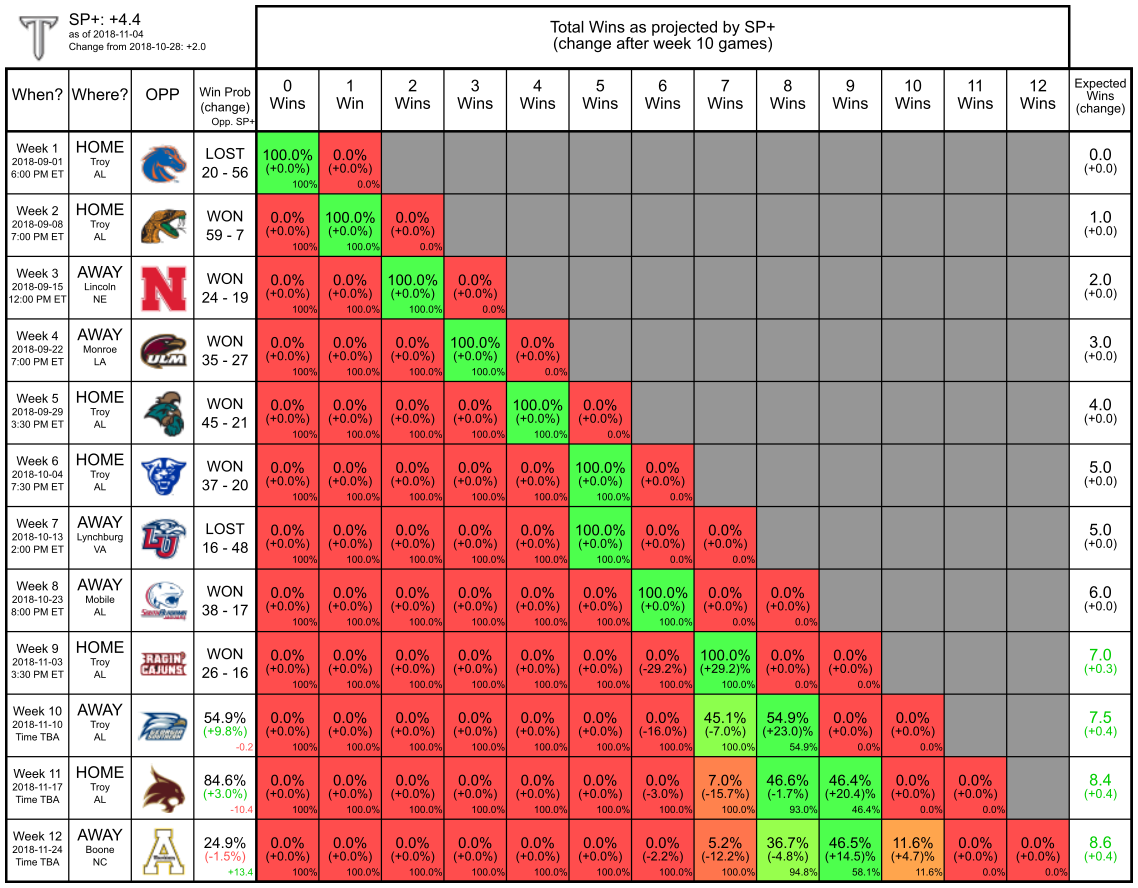 SP+: +4.4
as of 2018-11-04
Change from 2018-10-28: +2.0
Total Wins as projected by SP+
(change after week 10 games)
When? Where? OPP Win Prob (change) Opp. SP+ 0 Wins 1 Win 2 Wins 3 Wins 4 Wins 5 Wins 6 Wins 7 Wins 8 Wins 9 Wins 10 Wins 11 Wins 12 Wins Expected Wins (change)
Week 1 HOME LOST 100.0% 0.0% 0.0
2018-09-01 Troy 20 - 56 (+0.0%) (+0.0%) (+0.0)
6:00 PM ET AL 100% 0.0%
Week 2 HOME WON 0.0% 100.0% 0.0% 1.0
2018-09-08 Troy 59 - 7 (+0.0%) (+0.0%) (+0.0%) (+0.0)
7:00 PM ET AL 100% 100.0% 0.0%
Week 3 AWAY N WON 0.0% 0.0% 100.0% 0.0% 2.0
2018-09-15 Lincoln 24 - 19 (+0.0%) (+0.0%) (+0.0%) (+0.0%) (+0.0)
12:00 PM ET NE 100% 100.0% 100.0% 0.0%
Week 4 AWAY ULM WON 0.0% 0.0% 0.0% 100.0% 0.0% 3.0
2018-09-22 Monroe 35 - 27 (+0.0%) (+0.0%) (+0.0%) (+0.0%) (+0.0%) (+0.0)
7:00 PM ET LA 100% 100.0% 100.0% 100.0% 0.0%
Week 5 HOME WON 0.0% 0.0% 0.0% 0.0% 100.0% 0.0% 4.0
2018-09-29 Troy 45 - 21 (+0.0%) (+0.0%) (+0.0%) (+0.0%) (+0.0%) (+0.0%) (+0.0)
3:30 PM ET AL 100% 100.0% 100.0% 100.0% 100.0% 0.0%
Week 6 HOME WON 0.0% 0.0% 0.0% 0.0% 0.0% 100.0% 0.0% 5.0
2018-10-04 Troy 37 - 20 (+0.0%) (+0.0%) (+0.0%) (+0.0%) (+0.0%) (+0.0%) (+0.0%) (+0.0)
7:30 PM ET AL 100% 100.0% 100.0% 100.0% 100.0% 100.0% 0.0%
Week 7 AWAY LU LOST 0.0% 0.0% 0.0% 0.0% 0.0% 100.0% 0.0% 0.0% 5.0
2018-10-13 Lynchburg 16 - 48 (+0.0%) (+0.0%) (+0.0%) (+0.0%) (+0.0%) (+0.0%) (+0.0%) (+0.0%) (+0.0)
2:00 PM ET VA 100% 100.0% 100.0% 100.0% 100.0% 100.0% 0.0% 0.0%
Week 8 AWAY WON 0.0% 0.0% 0.0% 0.0% 0.0% 0.0% 100.0% 0.0% 0.0% 6.0
2018-10-23 Mobile 38 - 17 (+0.0%) (+0.0%) (+0.0%) (+0.0%) (+0.0%) (+0.0%) (+0.0%) (+0.0%) (+0.0%) (+0.0)
8:00 PM ET AL 100% 100.0% 100.0% 100.0% 100.0% 100.0% 100.0% 0.0% 0.0%
Week 9 HOME RAGIN' CAJUNS WON 0.0% 0.0% 0.0% 0.0% 0.0% 0.0% 0.0% 100.0% 0.0% 0.0% 7.0
2018-11-03 Troy 26 - 16 (+0.0%) (+0.0%) (+0.0%) (+0.0%) (+0.0%) (+0.0%) (-29.2%) (+29.2)% (+0.0%) (+0.0%) (+0.3)
3:30 PM ET AL 100% 100.0% 100.0% 100.0% 100.0% 100.0% 100.0% 100.0% 0.0% 0.0%
Week 10 AWAY GEORGIA SOUTHERN 54.9% 0.0% 0.0% 0.0% 0.0% 0.0% 0.0% 0.0% 45.1% 54.9% 0.0% 0.0% 7.5
2018-11-10 Troy (+9.8%) (+0.0%) (+0.0%) (+0.0%) (+0.0%) (+0.0%) (+0.0%) (-16.0%) (-7.0%) (+23.0)% (+0.0%) (+0.0%) (+0.4)
Time TBA AL -0.2 100% 100.0% 100.0% 100.0% 100.0% 100.0% 100.0% 100.0% 54.9% 0.0% 0.0%
Week 11 HOME 84.6% 0.0% 0.0% 0.0% 0.0% 0.0% 0.0% 0.0% 7.0% 46.6% 46.4% 0.0% 0.0% 8.4
2018-11-17 Troy (+3.0%) (+0.0%) (+0.0%) (+0.0%) (+0.0%) (+0.0%) (+0.0%) (-3.0%) (-15.7%) (-1.7%) (+20.4)% (+0.0%) (+0.0%) (+0.4)
Time TBA AL -10.4 100% 100.0% 100.0% 100.0% 100.0% 100.0% 100.0% 100.0% 93.0% 46.4% 0.0% 0.0%
Week 12 AWAY A 24.9% 0.0% 0.0% 0.0% 0.0% 0.0% 0.0% 0.0% 5.2% 36.7% 46.5% 11.6% 0.0% 0.0% 8.6
2018-11-24 Boone (-1.5%) (+0.0%) (+0.0%) (+0.0%) (+0.0%) (+0.0%) (+0.0%) (-2.2%) (-12.2%) (-4.8%) (+14.5)% (+4.7)% (+0.0%) (+0.0%) (+0.4)
Time TBA NC +13.4 100% 100.0% 100.0% 100.0% 100.0% 100.0% 100.0% 100.0% 94.8% 58.1% 11.6% 0.0% 0.0%